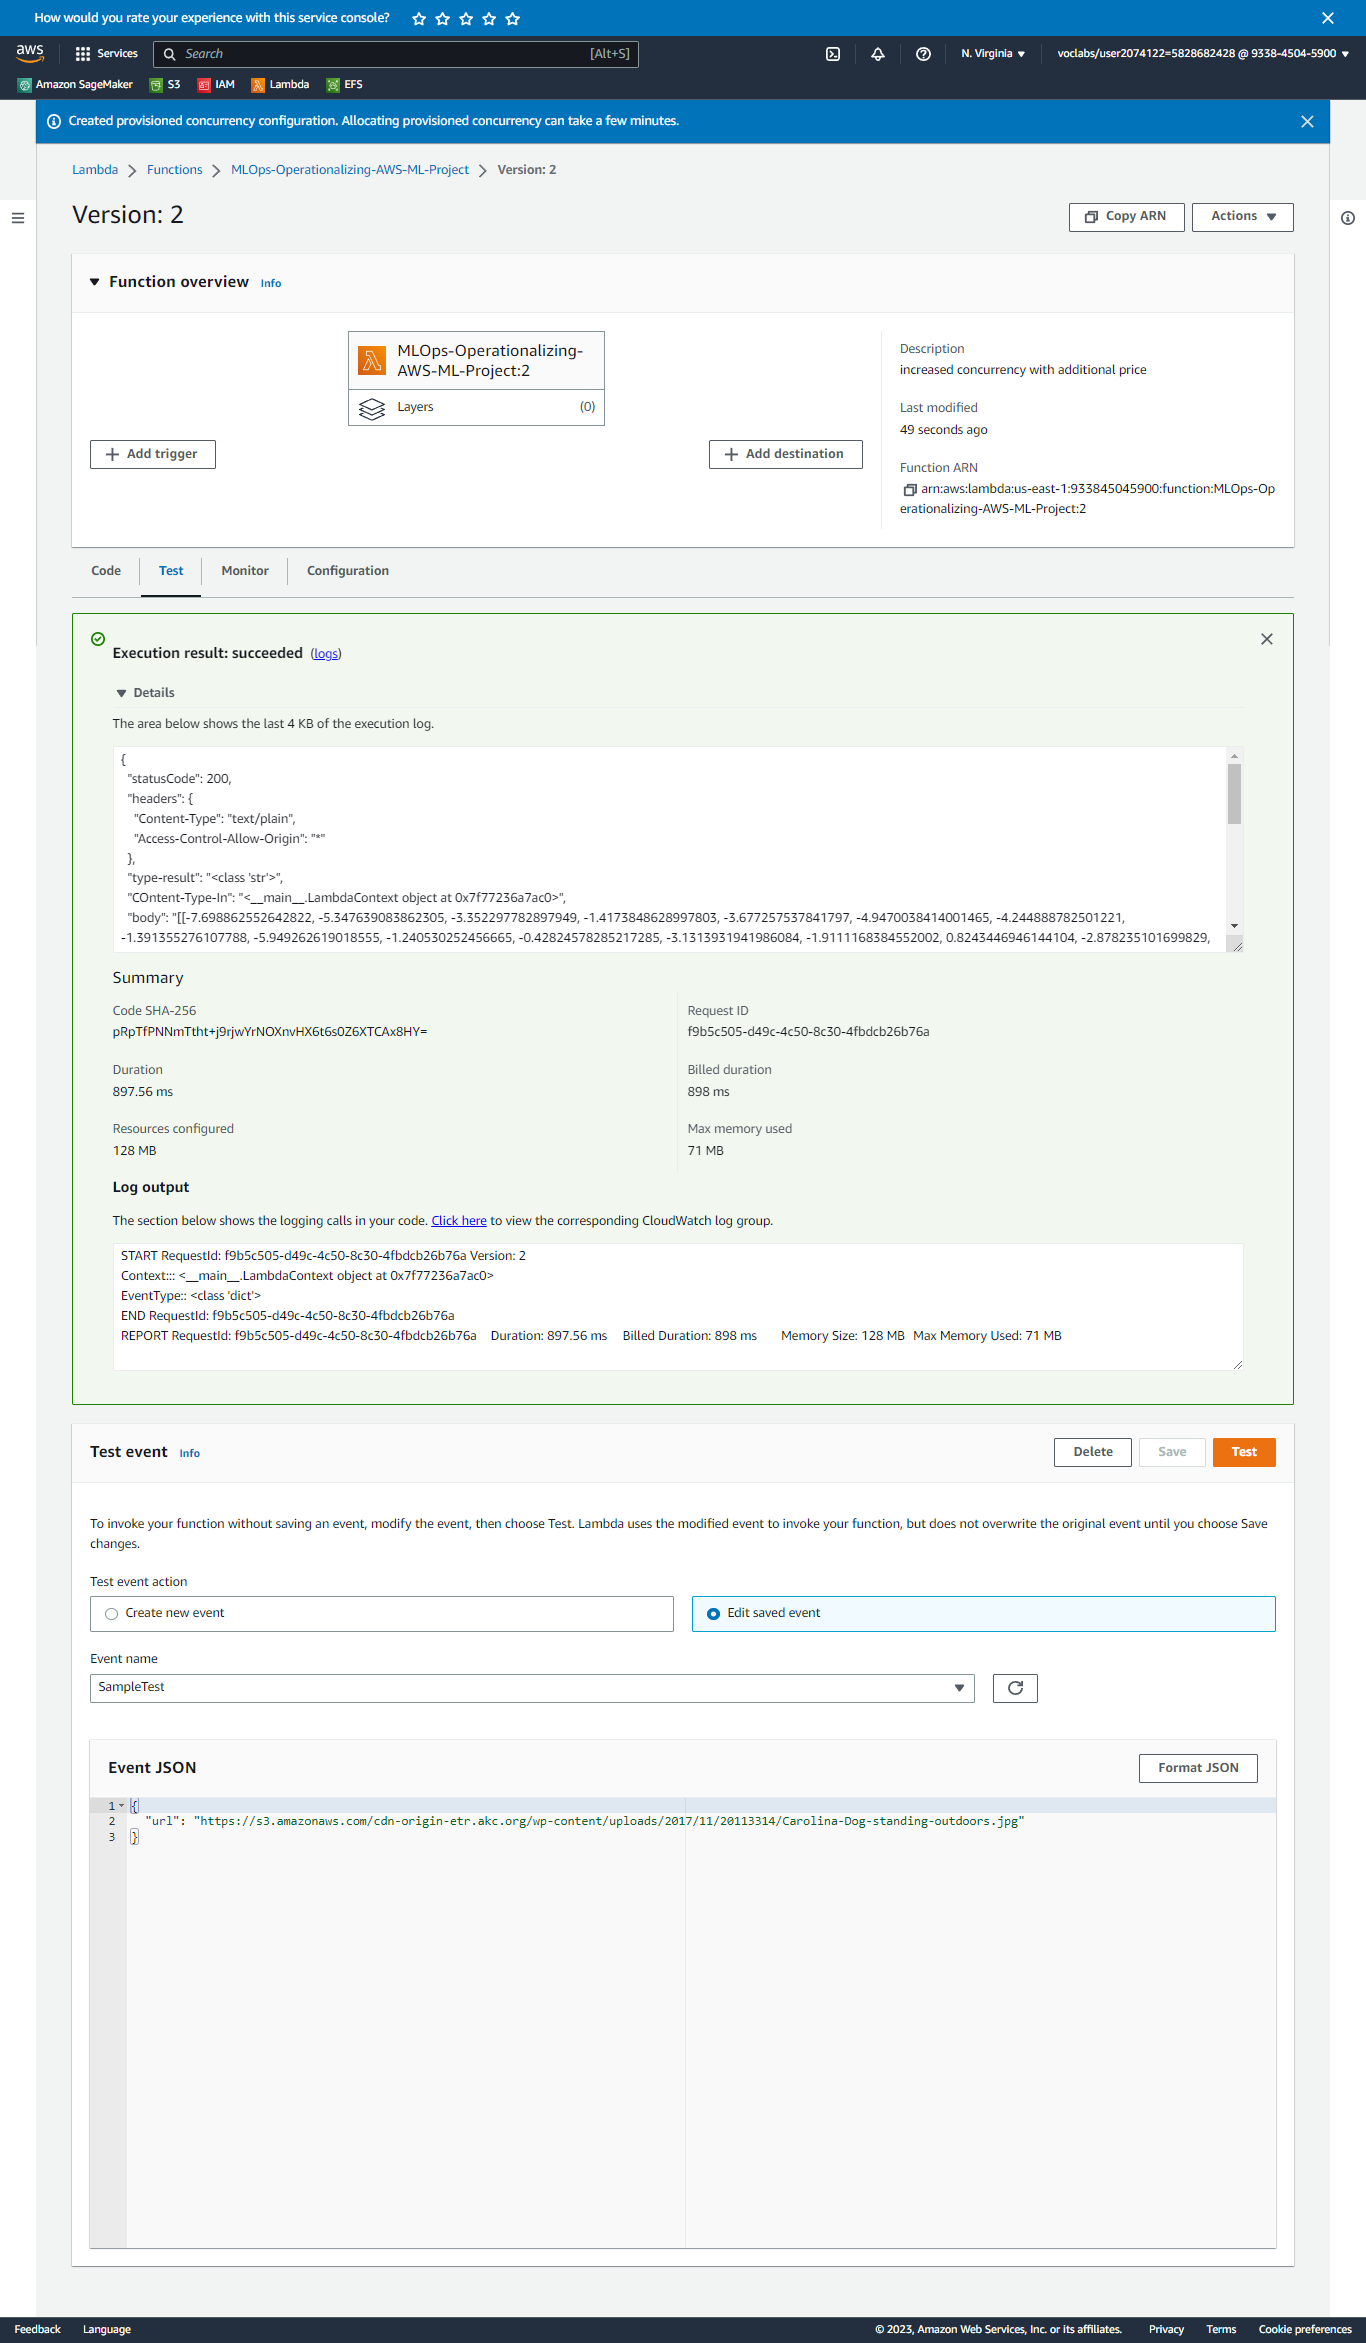 How would you rate your experience with this service console?
aws
Services
Search
[Alt+S]
N. Virginia
voclabs/user2074122=5828682428 @ 9338-4504-5900
Amazon SageMaker
S3
IAM
Lambda
EFS
Created provisioned concurrency configuration. Allocating provisioned concurrency can take a few minutes.
Lambda
Functions
MLOps-Operationalizing-AWS-ML-Project
Version: 2
Version: 2
Copy ARN
Actions
Function overview
Info
MLOps-Operationalizing-
AWS-ML-Project:2
Layers
(0)
Add trigger
Add destination
Description
increased concurrency with additional price
Last modified
49 seconds ago
Function ARN
arn:aws:lambda:us-east-1:933845045900:function:MLOps-Op
erationalizing-AWS-ML-Project:2
Code
Test
Monitor
Configuration
Execution result: succeeded (logs)
Details
The area below shows the last 4 KB of the execution log.
{
"statusCode": 200,
"headers": {
"Content-Type": "text/plain",
"Access-Control-Allow-Origin": "*"
},
"type-result": "<class 'str'>",
"COntent-Type-In": "<__main__.LambdaContext object at 0x7f77236a7ac0>",
"body": "[[-7.698862552642822, -5.347639083862305, -3.352297782897949, -1.4173848628997803, -3.677257537841797, -4.9470038414001465, -4.244888782501221,
-1.391355276107788, -5.949262619018555, -1.240530252456665, -0.42824578285217285, -3.1313931941986084, -1.9111168384552002, 0.8243446946144104, -2.878235101699829,
Summary
Code SHA-256
pRpTfPNNmTtht+j9rjwYrNOXnvHX6t6s0Z6XTCAx8HY=
Request ID
f9b5c505-d49c-4c50-8c30-4fbdcb26b76a
Duration
897.56 ms
Billed duration
898 ms
Resources configured
128 MB
Max memory used
71 MB
Log output
The section below shows the logging calls in your code. Click here to view the corresponding CloudWatch log group.
START RequestId: f9b5c505-d49c-4c50-8c30-4fbdcb26b76a Version: 2
Context::: <__main__.LambdaContext object at 0x7f77236a7ac0>
EventType:: <class 'dict'>
END RequestId: f9b5c505-d49c-4c50-8c30-4fbdcb26b76a
REPORT RequestId: f9b5c505-d49c-4c50-8c30-4fbdcb26b76a Duration: 897.56 ms Billed Duration: 898 ms Memory Size: 128 MB Max Memory Used: 71 MB
Test event
Info
Delete
Save
Test
To invoke your function without saving an event, modify the event, then choose Test. Lambda uses the modified event to invoke your function, but does not overwrite the original event until you choose Save
changes.
Test event action
Create new event
Edit saved event
Event name
SampleTest
Event JSON
Format JSON
1 {
2 "url": "https://s3.amazonaws.com/cdn-origin-etr.akc.org/wp-content/uploads/2017/11/20113314/Carolina-Dog-standing-outdoors.jpg"
3 }
Feedback
Language
© 2023, Amazon Web Services, Inc. or its affiliates.
Privacy
Terms
Cookie preferences